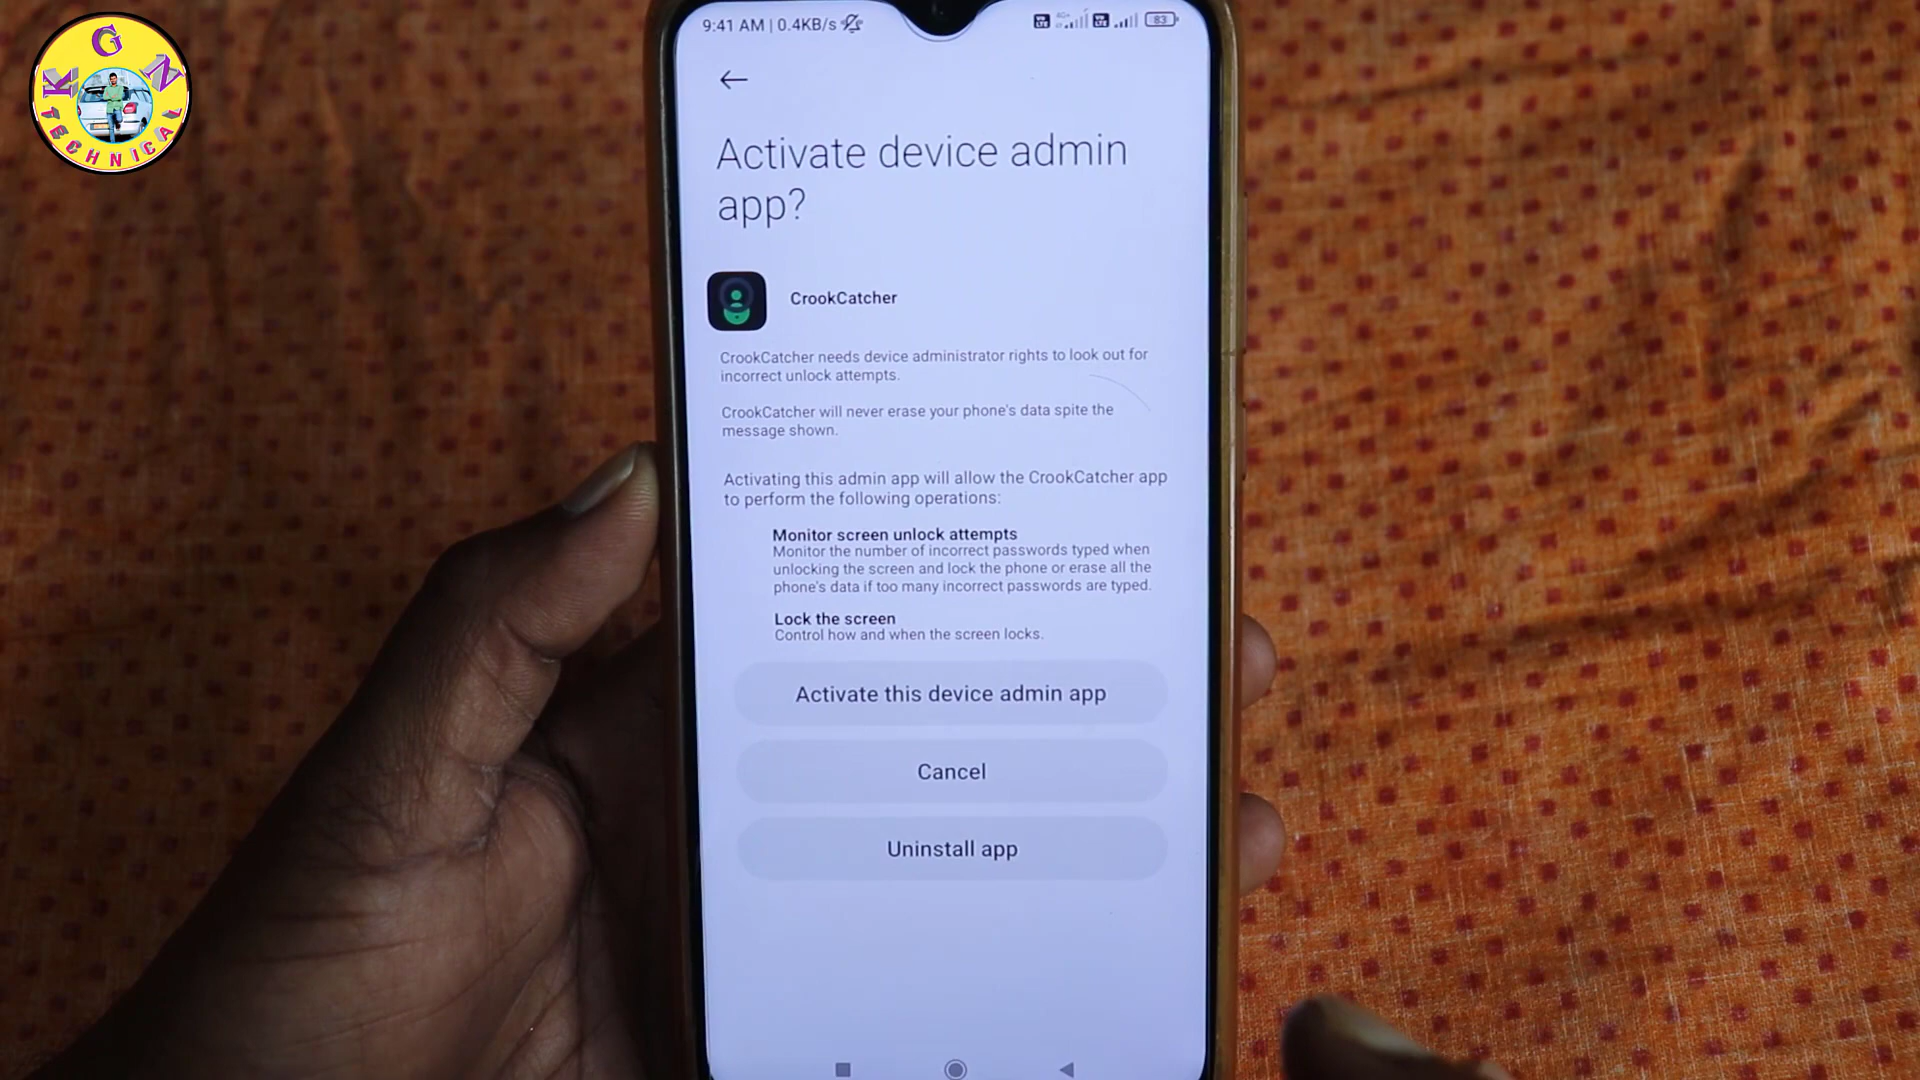 K G N
TECHNICAL
9:41 AM | 0.4KB/s
83
Activate device admin
app?
CrookCatcher
CrookCatcher needs device administrator rights to look out for
incorrect unlock attempts.
CrookCatcher will never erase your phone's data spite the
message shown.
Activating this admin app will allow the CrookCatcher app
to perform the following operations:
Monitor screen unlock attempts
Monitor the number of incorrect passwords typed when
unlocking the screen and lock the phone or erase all the
phone's data if too many incorrect passwords are typed.
Lock the screen
Control how and when the screen locks.
Activate this device admin app
Cancel
Uninstall app